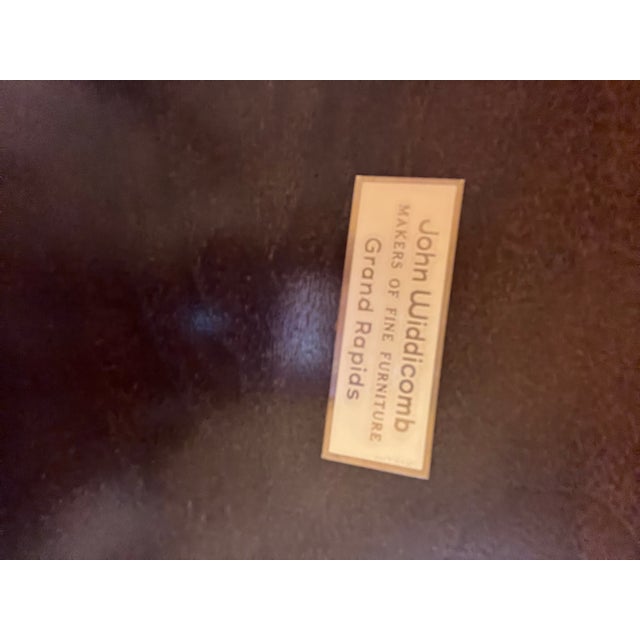 John Widdicomb
MAKERS OF FINE FURNITURE
Grand Rapids